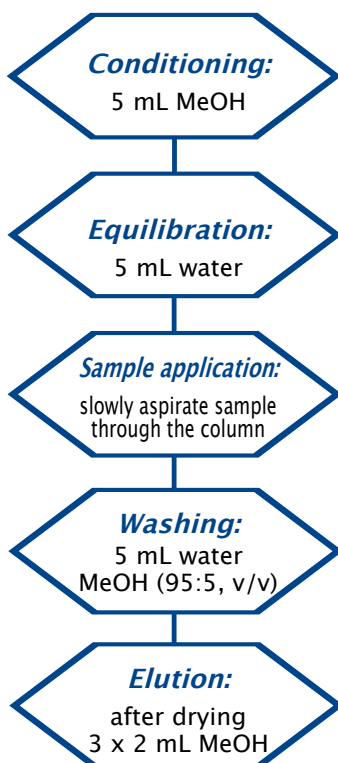 Conditioning:
5 mL MeOH
Equilibration:
5 mL water
Sample application:
slowly aspirate sample
through the column
Washing:
5 mL water
MeOH (95:5, v/v)
Elution:
after drying
3 x 2 mL MeOH